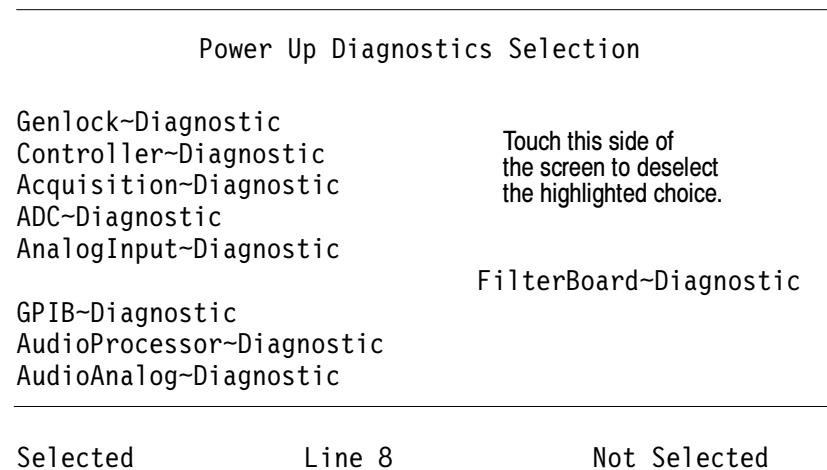 Power Up Diagnostics Selection
Genlock~Diagnostic
Controller~Diagnostic
Acquisition~Diagnostic
ADC~Diagnostic
AnalogInput~Diagnostic
Touch this side of
the screen to deselect
the highlighted choice.
FilterBoard~Diagnostic
GPIB~Diagnostic
AudioProcessor~Diagnostic
AudioAnalog~Diagnostic
Selected Line 8 Not Selected